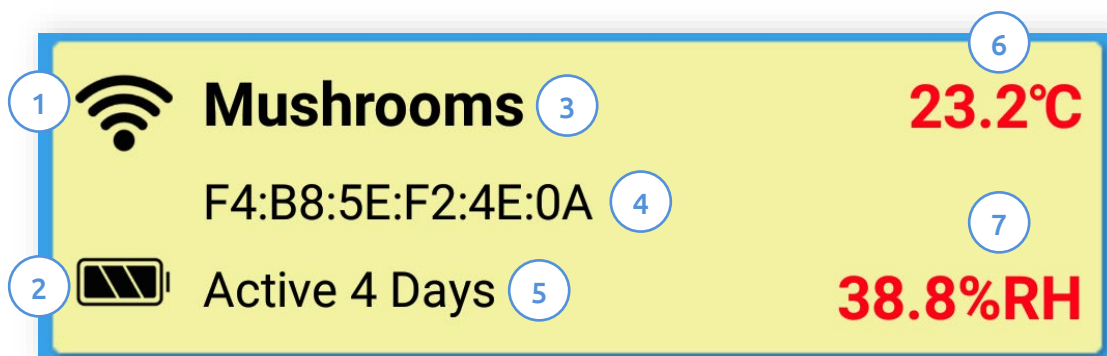 6
1 Mushrooms 3 23.2℃
F4:B8:5E:F2:4E:0A 4
7
2 Active 4 Days 5 38.8%RH